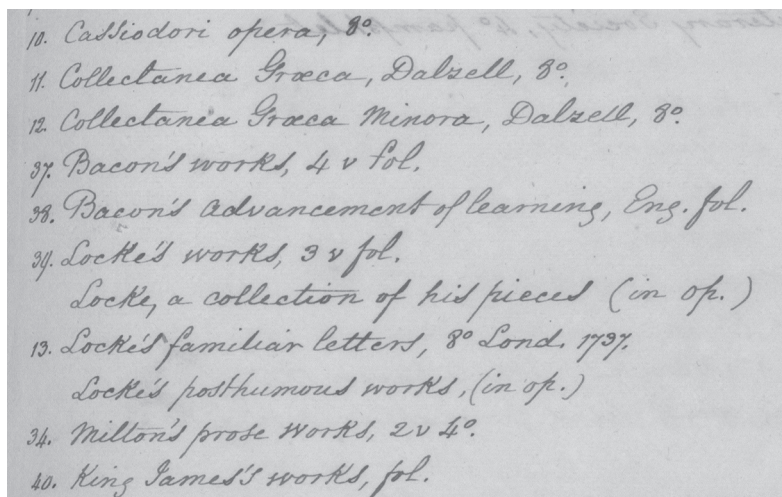 10. Cassiodori opera, 8o.
11. Collectanea Græca, Dalzell, 8o.
12. Collectanea Græca Minora, Dalzell, 8o.
37. Bacon's works, 4 v fol.
38. Bacon's advancement of learning, Eng. fol.
39. Locke's works, 3 v fol.
Locke, a collection of his pieces (in op.)
13. Locke's familiar letters, 8o Lond. 1737.
Locke's posthumous works, (in op.)
34. Milton's prose works, 2 v 4o.
40. King James's works, fol.